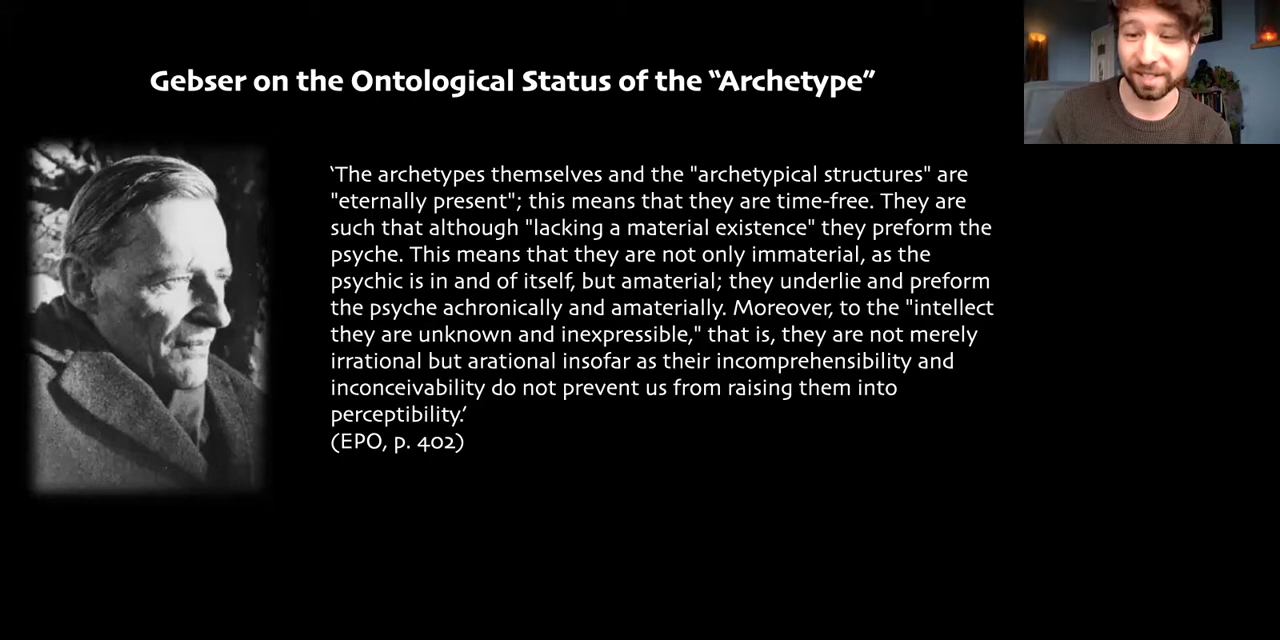 Gebser on the Ontological Status of the “Archetype”
‘The archetypes themselves and the "archetypical structures" are
"eternally present"; this means that they are time-free. They are
such that although "lacking a material existence" they preform the
psyche. This means that they are not only immaterial, as the
psychic is in and of itself, but amaterial; they underlie and preform
the psyche achronically and amaterially. Moreover, to the "intellect
they are unknown and inexpressible," that is, they are not merely
irrational but arational insofar as their incomprehensibility and
inconceivability do not prevent us from raising them into
perceptibility.‘
(EPO, p. 402)